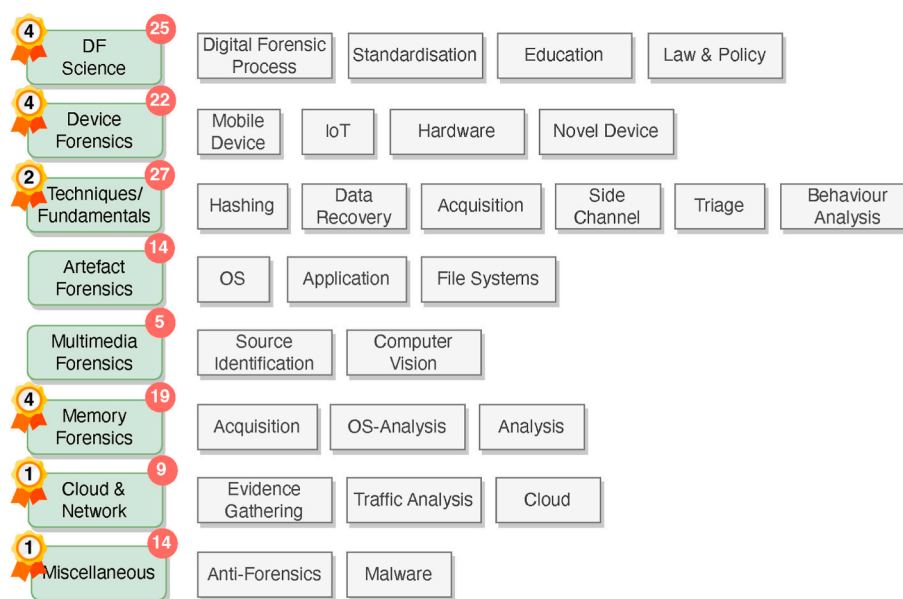 4
25
DF
Science
Digital Forensic
Process
Standardisation
Education
Law & Policy
4
22
Device
Forensics
Mobile
Device
IoT
Hardware
Novel Device
2
27
Techniques/
Fundamentals
Hashing
Data
Recovery
Acquisition
Side
Channel
Triage
Behaviour
Analysis
14
Artefact
Forensics
OS
Application
File Systems
5
Multimedia
Forensics
Source
Identification
Computer
Vision
4
19
Memory
Forensics
Acquisition
OS-Analysis
Analysis
1
9
Cloud &
Network
Evidence
Gathering
Traffic Analysis
Cloud
1
14
Miscellaneous
Anti-Forensics
Malware